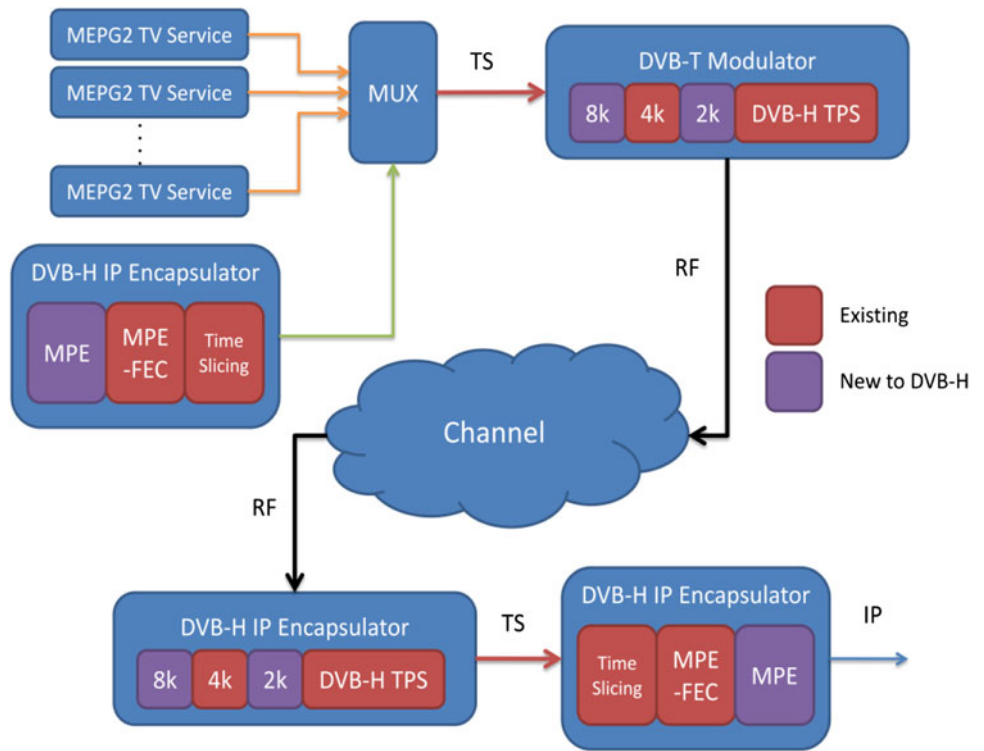 MEPG2 TV Service
MEPG2 TV Service
MEPG2 TV Service
MUX
TS
DVB-T Modulator
8k
4k
2k
DVB-H TPS
DVB-H IP Encapsulator
MPE
MPE
-FEC
Time
Slicing
RF
Existing
New to DVB-H
Channel
RF
DVB-H IP Encapsulator
8k
4k
2k
DVB-H TPS
TS
DVB-H IP Encapsulator
Time
Slicing
MPE
-FEC
MPE
IP